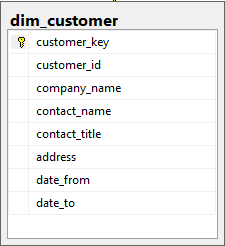 dim_customer
customer_key
customer_id
company_name
contact_name
contact_title
address
date_from
date_to